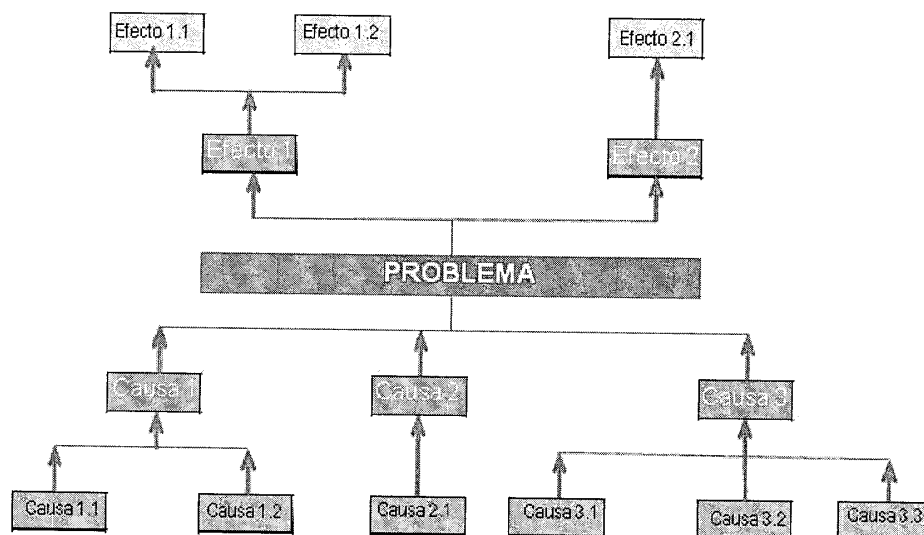 Efecto 1.1
Efecto 1.2
Efecto 2.1
Efecto 1
Efecto 2
PROBLEMA
Causa 1
Causa 2
Causa 3
Causa 1.1
Causa 1.2
Causa 2.1
Causa 3.1
Causa 3.2
Causa 3.3